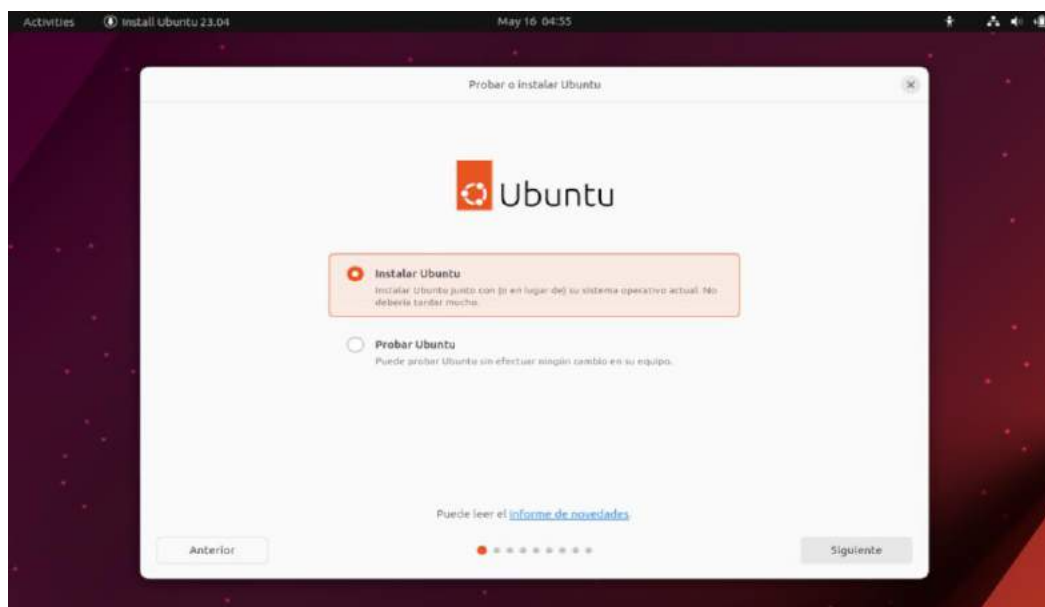 Activities Install Ubuntu 23.04 May 16 04:55
Probar o instalar Ubuntu
Ubuntu
Instalar Ubuntu
Instalar Ubuntu junto con (o en lugar de) su sistema operativo actual. No
debería tardar mucho.
Probar Ubuntu
Puede probar Ubuntu sin efectuar ningún cambio en su equipo.
Puede leer el informe de novedades.
Anterior
Siguiente